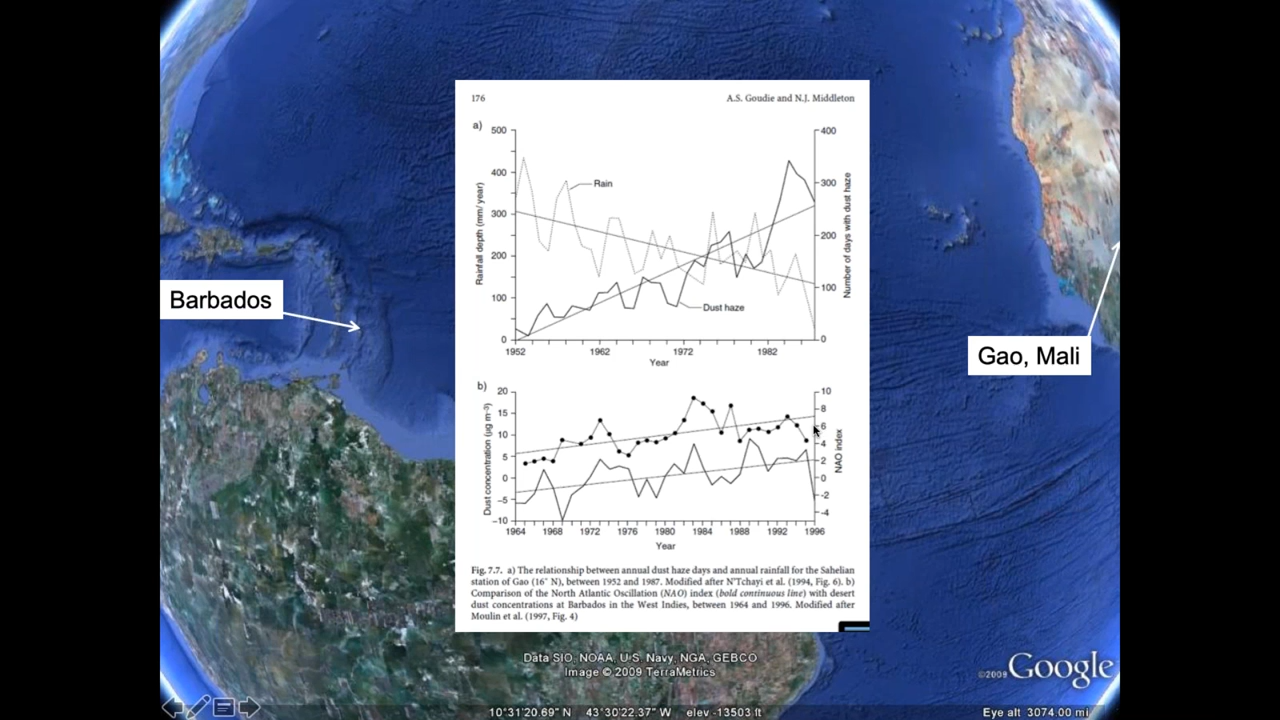 176 A.S. Goudie and N.J. Middleton
a)
500
400
300
200
100
0
400
300
200
100
0
Rainfall depth (mm/year)
Number of days with dust haze
Rain
Dust haze
1952 1962 1972 1982
Year
b)
20
15
10
5
0
−5
−10
10
8
6
4
2
0
−2
−4
Dust concentration (µg m⁻³)
NAO index
1964 1968 1972 1976 1980 1984 1988 1992 1996
Year
Fig. 7.7. a) The relationship between annual dust haze days and annual rainfall for the Sahelian
station of Gao (16° N), between 1952 and 1987. Modified after N'Tchayi et al. (1994, Fig. 6). b)
Comparison of the North Atlantic Oscillation (NAO) index (bold continuous line) with desert
dust concentrations at Barbados in the West Indies, between 1964 and 1996. Modified after
Moulin et al. (1997, Fig. 4)
Barbados
Gao, Mali
Data SIO, NOAA, U.S. Navy, NGA, GEBCO
Image © 2009 TerraMetrics
©2009 Google
10°31'20.69" N 43°30'22.37" W elev -13503 ft Eye alt 3074.00 mi